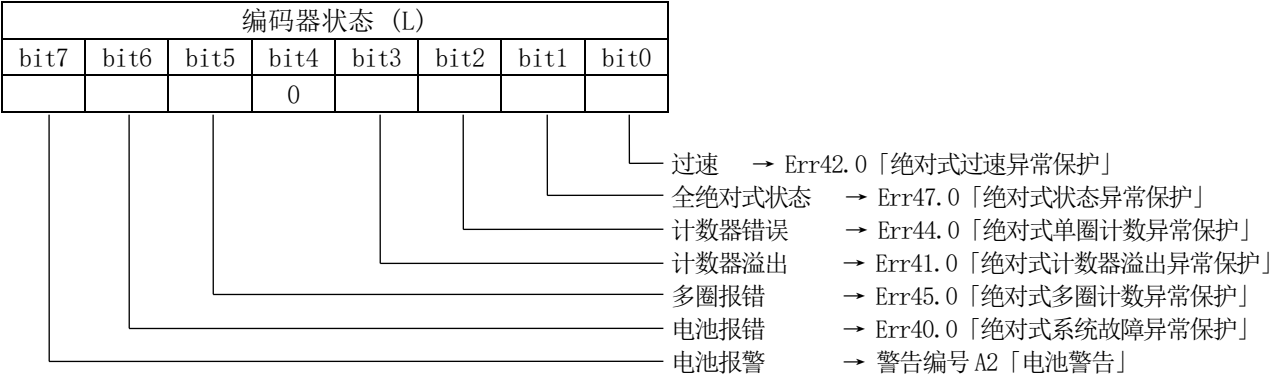 编码器状态 (L)
bit7 bit6 bit5 bit4 bit3 bit2 bit1 bit0
0
过速 → Err42.0「绝对式过速异常保护」
全绝对式状态 → Err47.0「绝对式状态异常保护」
计数器错误 → Err44.0「绝对式单圈计数异常保护」
计数器溢出 → Err41.0「绝对式计数器溢出异常保护」
多圈报错 → Err45.0「绝对式多圈计数异常保护」
电池报错 → Err40.0「绝对式系统故障异常保护」
电池报警 → 警告编号 A2「电池警告」